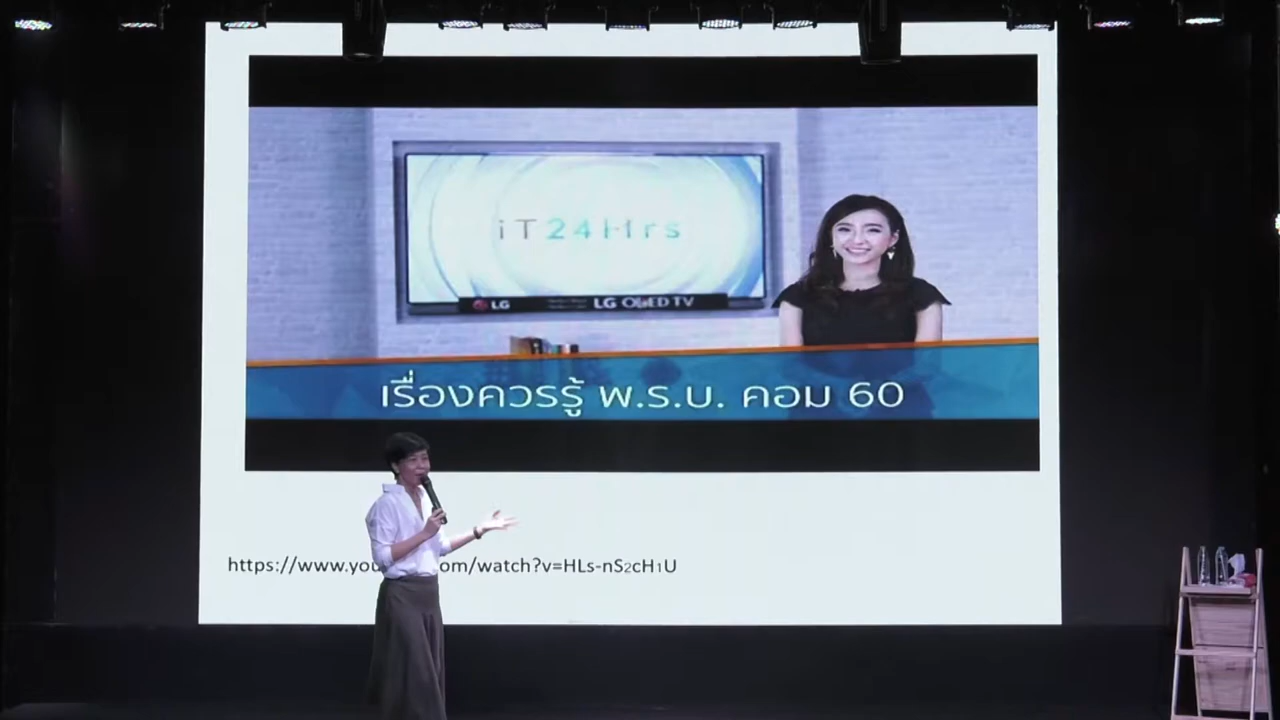 iT24Hrs
LG
LG OLED TV
เรื่องควรรู้ พ.ร.บ. คอม 60
https://www.you com/watch?v=HLs-nS2cH1U